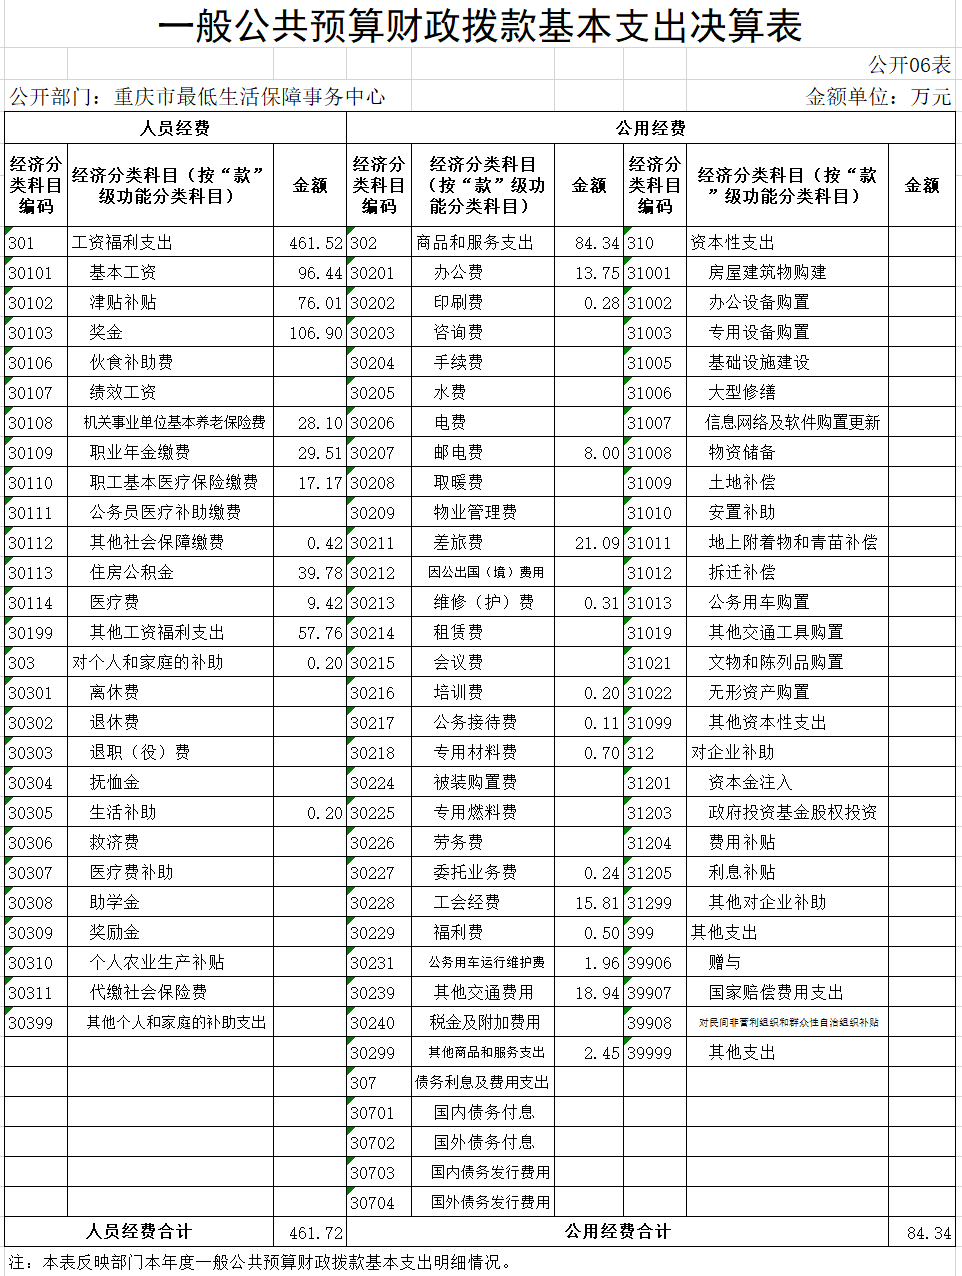 一般公共预算财政拨款基本支出决算表
公开06表
公开部门：重庆市最低生活保障事务中心 金额单位：万元
人员经费 公用经费
经济分类科目编码 经济分类科目（按“款”级功能分类科目） 金额 经济分类科目编码 经济分类科目（按“款”级功能分类科目） 金额 经济分类科目编码 经济分类科目（按“款”级功能分类科目） 金额
301 工资福利支出 461.52 302 商品和服务支出 84.34 310 资本性支出
30101 基本工资 96.44 30201 办公费 13.75 31001 房屋建筑物购建
30102 津贴补贴 76.01 30202 印刷费 0.28 31002 办公设备购置
30103 奖金 106.90 30203 咨询费 31003 专用设备购置
30106 伙食补助费 30204 手续费 31005 基础设施建设
30107 绩效工资 30205 水费 31006 大型修缮
30108 机关事业单位基本养老保险费 28.10 30206 电费 31007 信息网络及软件购置更新
30109 职业年金缴费 29.51 30207 邮电费 8.00 31008 物资储备
30110 职工基本医疗保险缴费 17.17 30208 取暖费 31009 土地补偿
30111 公务员医疗补助缴费 30209 物业管理费 31010 安置补助
30112 其他社会保障缴费 0.42 30211 差旅费 21.09 31011 地上附着物和青苗补偿
30113 住房公积金 39.78 30212 因公出国（境）费用 31012 拆迁补偿
30114 医疗费 9.42 30213 维修（护）费 0.31 31013 公务用车购置
30199 其他工资福利支出 57.76 30214 租赁费 31019 其他交通工具购置
303 对个人和家庭的补助 0.20 30215 会议费 31021 文物和陈列品购置
30301 离休费 30216 培训费 0.20 31022 无形资产购置
30302 退休费 30217 公务接待费 0.11 31099 其他资本性支出
30303 退职（役）费 30218 专用材料费 0.70 312 对企业补助
30304 抚恤金 30224 被装购置费 31201 资本金注入
30305 生活补助 0.20 30225 专用燃料费 31203 政府投资基金股权投资
30306 救济费 30226 劳务费 31204 费用补贴
30307 医疗费补助 30227 委托业务费 0.24 31205 利息补贴
30308 助学金 30228 工会经费 15.81 31299 其他对企业补助
30309 奖励金 30229 福利费 0.50 399 其他支出
30310 个人农业生产补贴 30231 公务用车运行维护费 1.96 39906 赠与
30311 代缴社会保险费 30239 其他交通费用 18.94 39907 国家赔偿费用支出
30399 其他个人和家庭的补助支出 30240 税金及附加费用 39908 对民间非营利组织和群众性自治组织补贴
30299 其他商品和服务支出 2.45 39999 其他支出
307 债务利息及费用支出
30701 国内债务付息
30702 国外债务付息
30703 国内债务发行费用
30704 国外债务发行费用
人员经费合计 461.72 公用经费合计 84.34
注：本表反映部门本年度一般公共预算财政拨款基本支出明细情况。